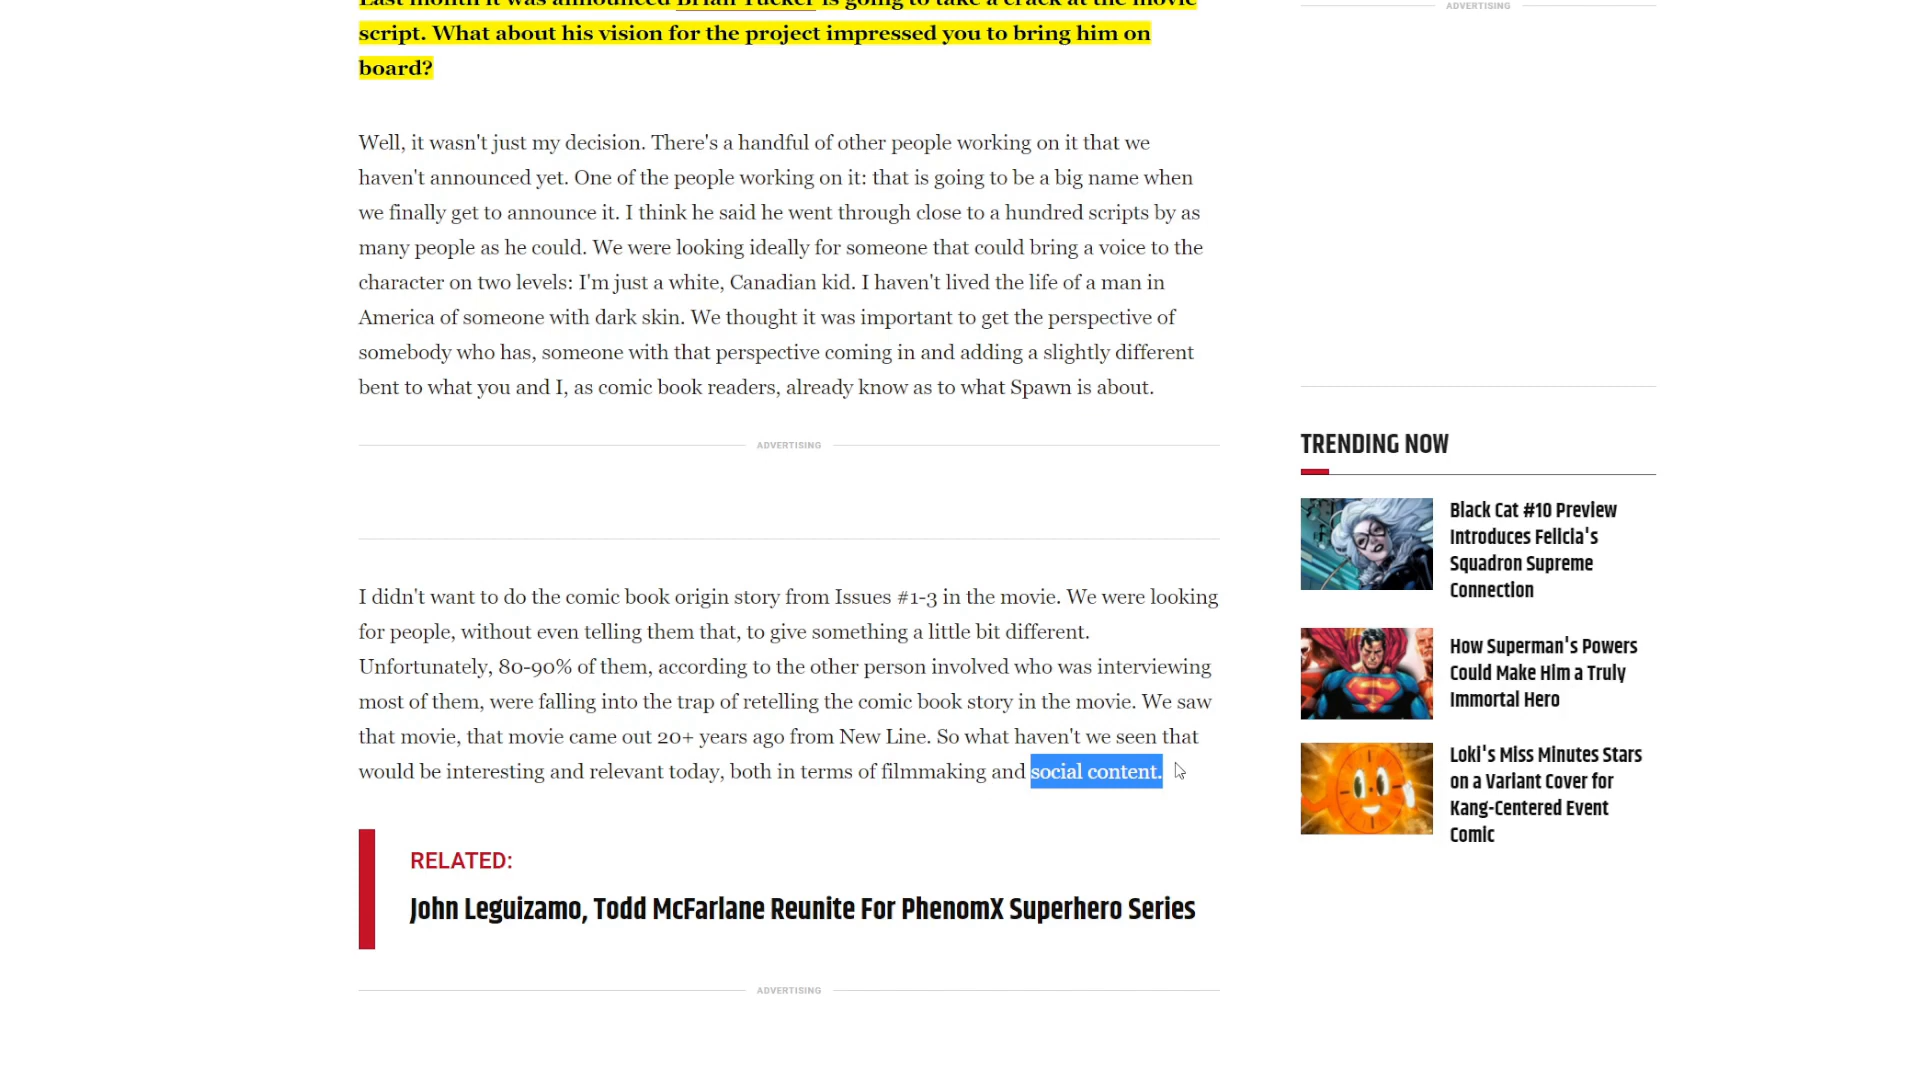 Last month it was announced Brian Tucker is going to take a crack at the movie
script. What about his vision for the project impressed you to bring him on
board?
Well, it wasn't just my decision. There's a handful of other people working on it that we
haven't announced yet. One of the people working on it: that is going to be a big name when
we finally get to announce it. I think he said he went through close to a hundred scripts by as
many people as he could. We were looking ideally for someone that could bring a voice to the
character on two levels: I'm just a white, Canadian kid. I haven't lived the life of a man in
America of someone with dark skin. We thought it was important to get the perspective of
somebody who has, someone with that perspective coming in and adding a slightly different
bent to what you and I, as comic book readers, already know as to what Spawn is about.
ADVERTISING
I didn't want to do the comic book origin story from Issues #1-3 in the movie. We were looking
for people, without even telling them that, to give something a little bit different.
Unfortunately, 80-90% of them, according to the other person involved who was interviewing
most of them, were falling into the trap of retelling the comic book story in the movie. We saw
that movie, that movie came out 20+ years ago from New Line. So what haven't we seen that
would be interesting and relevant today, both in terms of filmmaking and social content.
RELATED:
John Leguizamo, Todd McFarlane Reunite For PhenomX Superhero Series
ADVERTISING
ADVERTISING
TRENDING NOW
Black Cat #10 Preview
Introduces Felicia's
Squadron Supreme
Connection
How Superman's Powers
Could Make Him a Truly
Immortal Hero
Loki's Miss Minutes Stars
on a Variant Cover for
Kang-Centered Event
Comic